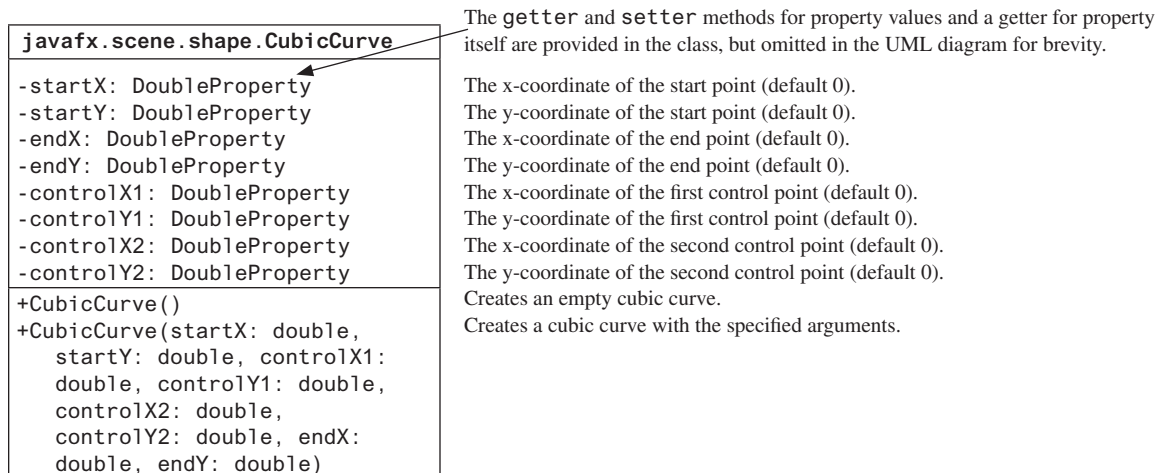 The getter and setter methods for property values and a getter for property
itself are provided in the class, but omitted in the UML diagram for brevity.
javafx.scene.shape.CubicCurve
-startX: DoubleProperty
The x-coordinate of the start point (default 0).
-startY: DoubleProperty
The y-coordinate of the start point (default 0).
-endX: DoubleProperty
The x-coordinate of the end point (default 0).
-endY: DoubleProperty
The y-coordinate of the end point (default 0).
-controlX1: DoubleProperty
The x-coordinate of the first control point (default 0).
-controlY1: DoubleProperty
The y-coordinate of the first control point (default 0).
-controlX2: DoubleProperty
The x-coordinate of the second control point (default 0).
-controlY2: DoubleProperty
The y-coordinate of the second control point (default 0).
+CubicCurve()
Creates an empty cubic curve.
+CubicCurve(startX: double,
Creates a cubic curve with the specified arguments.
startY: double, controlX1:
double, controlY1: double,
controlX2: double,
controlY2: double, endX:
double, endY: double)